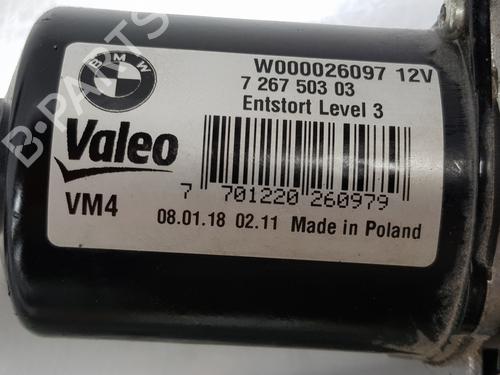 BMW
W000026097 12V
7 267 503 03
Entstort Level 3
Valeo
7 701220 260979
VM4
08.01.18 02.11 Made in Poland
B-PARTS